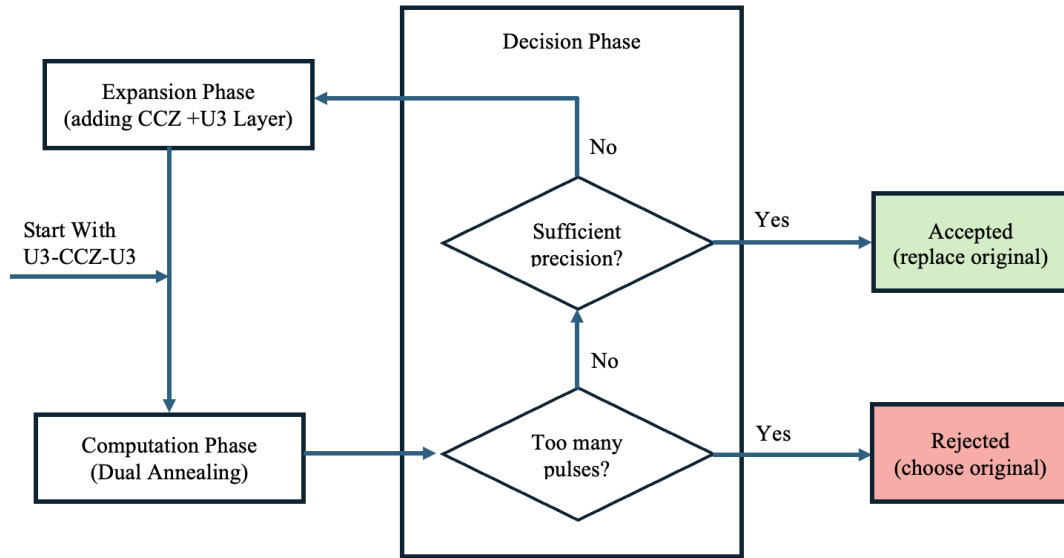 Decision Phase
Expansion Phase
(adding CCZ +U3 Layer)
No
Start With
U3-CCZ-U3
Sufficient
precision?
Yes
Accepted
(replace original)
No
Computation Phase
(Dual Annealing)
Too many
pulses?
Yes
Rejected
(choose original)